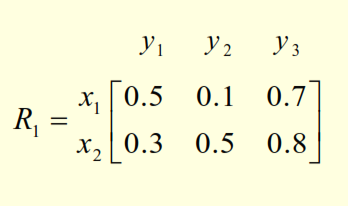 y₁ y₂ y₃
x₁ 0.5 0.1 0.7
R₁ =
x₂ 0.3 0.5 0.8